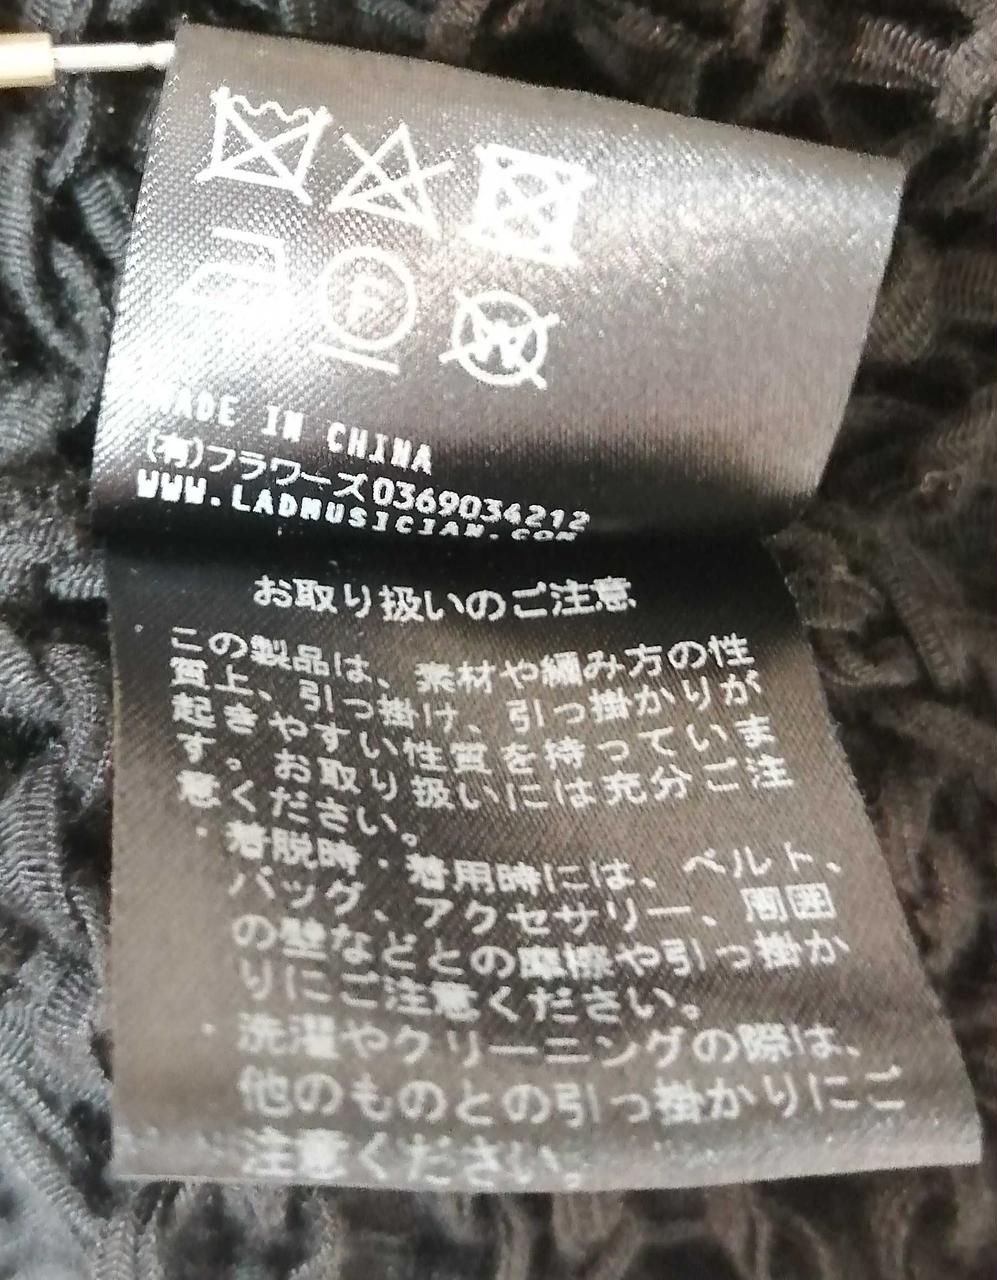 F
W
MADE IN CHINA
(有)フラワーズ0369034212
WWW.LADMUSICIAN.COM
お取り扱いのご注意
この製品は、素材や編み方の性
質上、引っ掛け、引っ掛かりが
起きやすい性質を持っていま
す。お取り扱いには充分ご注
意ください。
・着脱時・着用時には、ベルト、
バッグ、アクセサリー、周囲
の壁などとの摩擦や引っ掛か
りにご注意ください。
・洗濯やクリーニングの際は、
他のものとの引っ掛かりにご
注意ください。